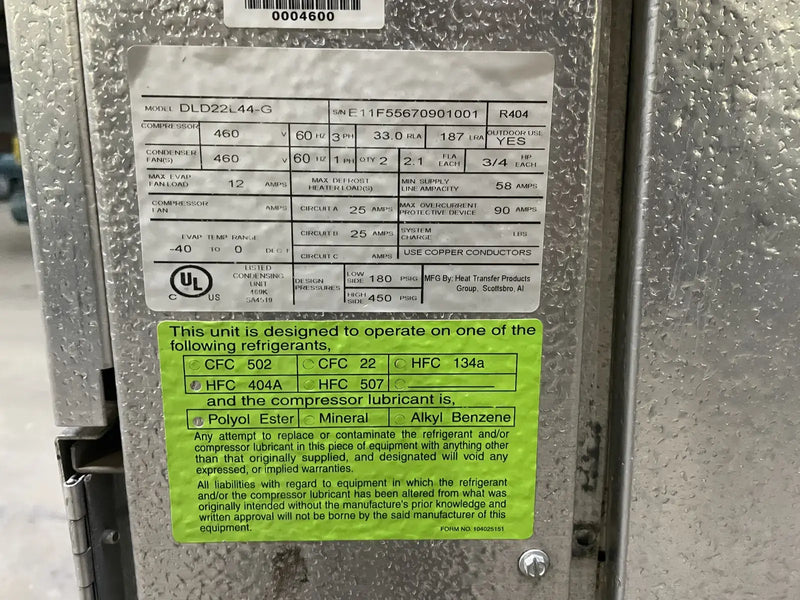 0004600
MODEL DLD22L44-G S/N E11F55670901001 R404
COMPRESSOR 460 V 60 HZ 3 PH 33.0 RLA 187 LRA OUTDOOR USE YES
CONDENSER FAN(S) 460 V 60 HZ 1 PH QTY 2 2.1 FLA EACH 3/4 HP EACH
MAX EVAP FAN LOAD 12 AMPS MAX DEFROST HEATER LOAD(S) MIN SUPPLY LINE AMPACITY 58 AMPS
COMPRESSOR FAN AMPS CIRCUIT A 25 AMPS MAX OVERCURRENT PROTECTIVE DEVICE 90 AMPS
EVAP TEMP RANGE CIRCUIT B 25 AMPS SYSTEM CHARGE LBS
-40 TO 0 DEG F CIRCUIT C AMPS USE COPPER CONDUCTORS
C UL US LISTED CONDENSING UNIT 169K SA4519 DESIGN PRESSURES LOW SIDE 180 PSIG MFG By: Heat Transfer Products
HIGH SIDE 450 PSIG Group, Scottsbro, Al
This unit is designed to operate on one of the
following refrigerants,
CFC 502 CFC 22 HFC 134a
HFC 404A HFC 507
and the compressor lubricant is,
Polyol Ester Mineral Alkyl Benzene
Any attempt to replace or contaminate the refrigerant and/or
compressor lubricant in this piece of equipment with anything other
than that originally supplied, and designated will void any
expressed, or implied warranties.
All liabilities with regard to equipment in which the refrigerant
and/or the compressor lubricant has been altered from what was
originally intended without the manufacture's prior knowledge and
written approval will not be borne by the said manufacturer of this
equipment. FORM NO. 104025151